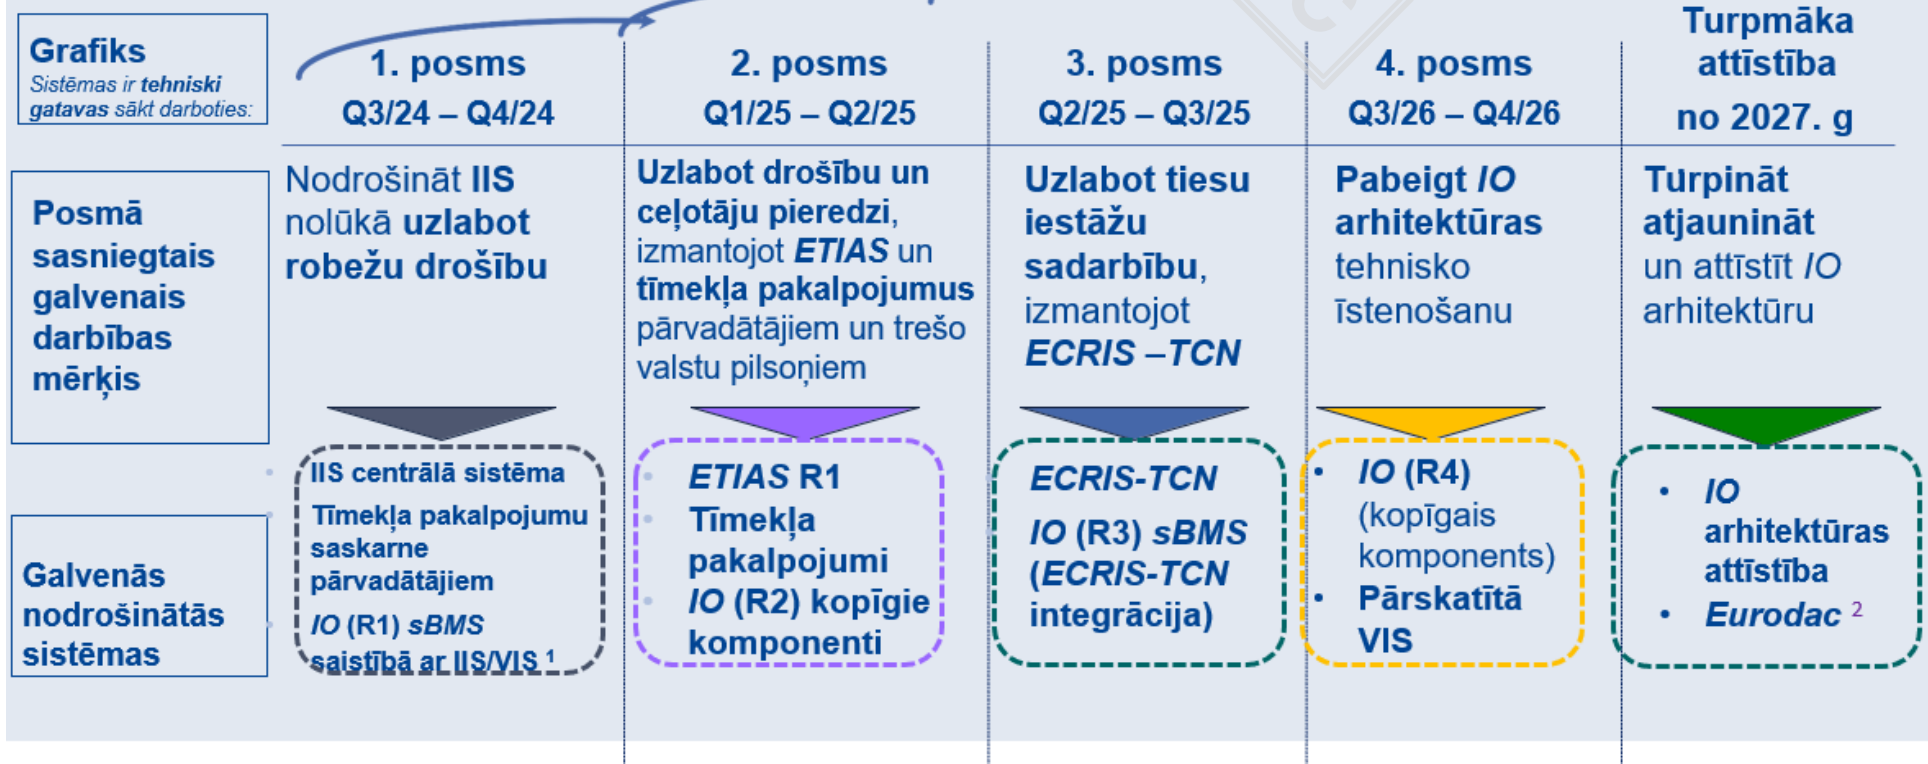 Grafiks
Sistēmas ir tehniski
gatavas sākt darboties:
1. posms
Q3/24 – Q4/24
2. posms
Q1/25 – Q2/25
3. posms
Q2/25 – Q3/25
4. posms
Q3/26 – Q4/26
Turpmāka
attīstība
no 2027. g
Posmā
sasniegtais
galvenais
darbības
mērķis
Nodrošināt IIS
nolūkā uzlabot
robežu drošību
Uzlabot drošību un
ceļotāju pieredzi,
izmantojot ETIAS un
tīmekļa pakalpojumus
pārvadātājiem un trešo
valstu pilsoņiem
Uzlabot tiesu
iestāžu
sadarbību,
izmantojot
ECRIS –TCN
Pabeigt IO
arhitektūras
tehnisko
īstenošanu
Turpināt
atjaunināt
un attīstīt IO
arhitektūru
Galvenās
nodrošinātās
sistēmas
• IIS centrālā sistēma
• Tīmekļa pakalpojumu
saskarne
pārvadātājiem
• IO (R1) sBMS
saistībā ar IIS/VIS 1
• ETIAS R1
• Tīmekļa
pakalpojumi
• IO (R2) kopīgie
komponenti
• ECRIS-TCN
• IO (R3) sBMS
(ECRIS-TCN
integrācija)
• IO (R4)
(kopīgais
komponents)
• Pārskatītā
VIS
• IO
arhitektūras
attīstība
• Eurodac 2